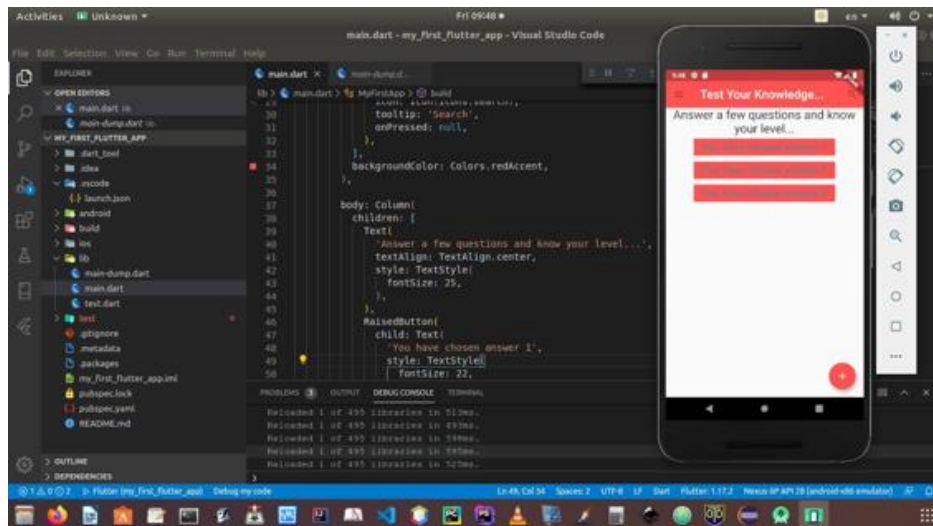 Activities Unknown Fri 09:48 en
main.dart - my_first_flutter_app - Visual Studio Code
File Edit Selection View Go Run Terminal Help
EXPLORER
main.dart main-dump.d...
OPEN EDITORS
main.dart lib
main-dump.dart lib
lib > main.dart > MyFirstApp > build
MY_FIRST_FLUTTER_APP
.dart_tool
.idea
.vscode
launch.json
android
build
ios
lib
main-dump.dart
main.dart
test.dart
test
.gitignore
.metadata
.packages
my_first_flutter_app.iml
pubspec.lock
pubspec.yaml
README.md
OUTLINE
DEPENDENCIES
30 tooltip: 'Search',
31 onPressed: null,
32 ),
33 ],
34 backgroundColor: Colors.redAccent,
35 ),
36
37 body: Column(
38 children: [
39 Text(
40 'Answer a few questions and know your level...',
41 textAlign: TextAlign.center,
42 style: TextStyle(
43 fontSize: 25,
44 ),
45 ),
46 RaisedButton(
47 child: Text(
48 'You have chosen answer 1',
49 style: TextStyle(
50 fontSize: 22,
PROBLEMS 3 OUTPUT DEBUG CONSOLE TERMINAL
Reloaded 1 of 495 libraries in 513ms.
Reloaded 1 of 495 libraries in
Reloaded 1 of 495 libraries in
Reloaded 1 of 495 libraries in
Reloaded 1 of 495 libraries in 525ms.
Test Your Knowledge...
Answer a few questions and know
your level...
Flutter (my_first_flutter_app) Debug my code Ln 49, Col 34 Spaces: 2 UTF-8 LF Dart Flutter: 1.17.2 Nexus 6P API 28 (android-x86 emulator)